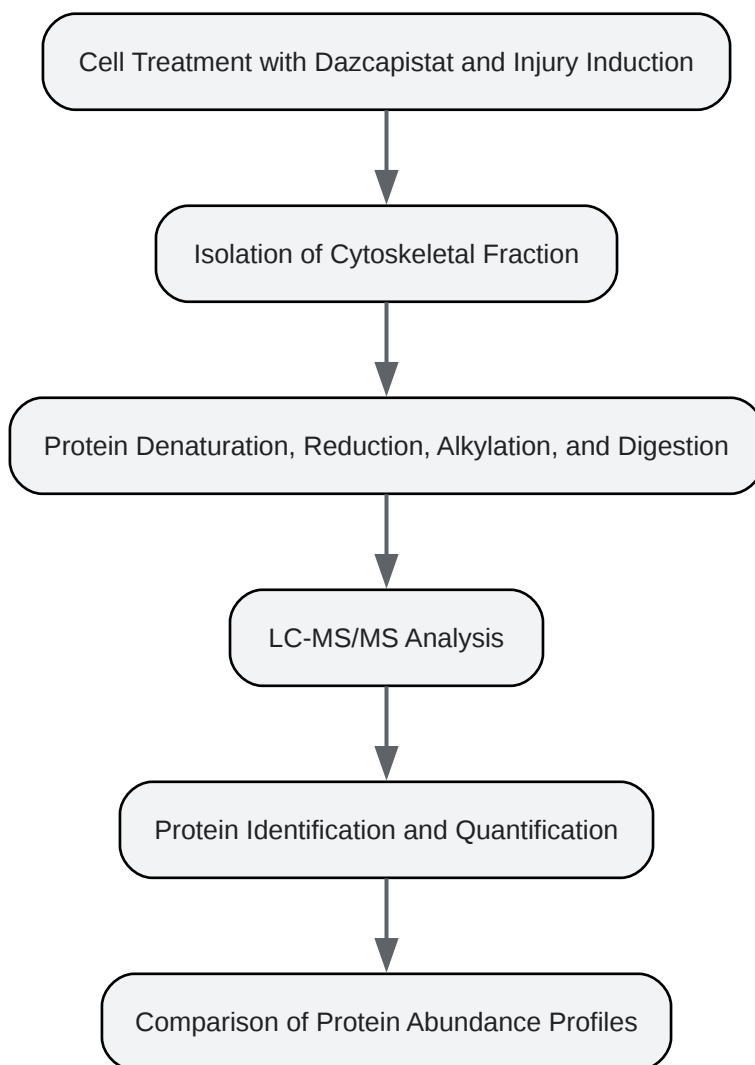 Cell Treatment with Dazcapistat and Injury Induction
Isolation of Cytoskeletal Fraction
Protein Denaturation, Reduction, Alkylation, and Digestion
LC-MS/MS Analysis
Protein Identification and Quantification
Comparison of Protein Abundance Profiles